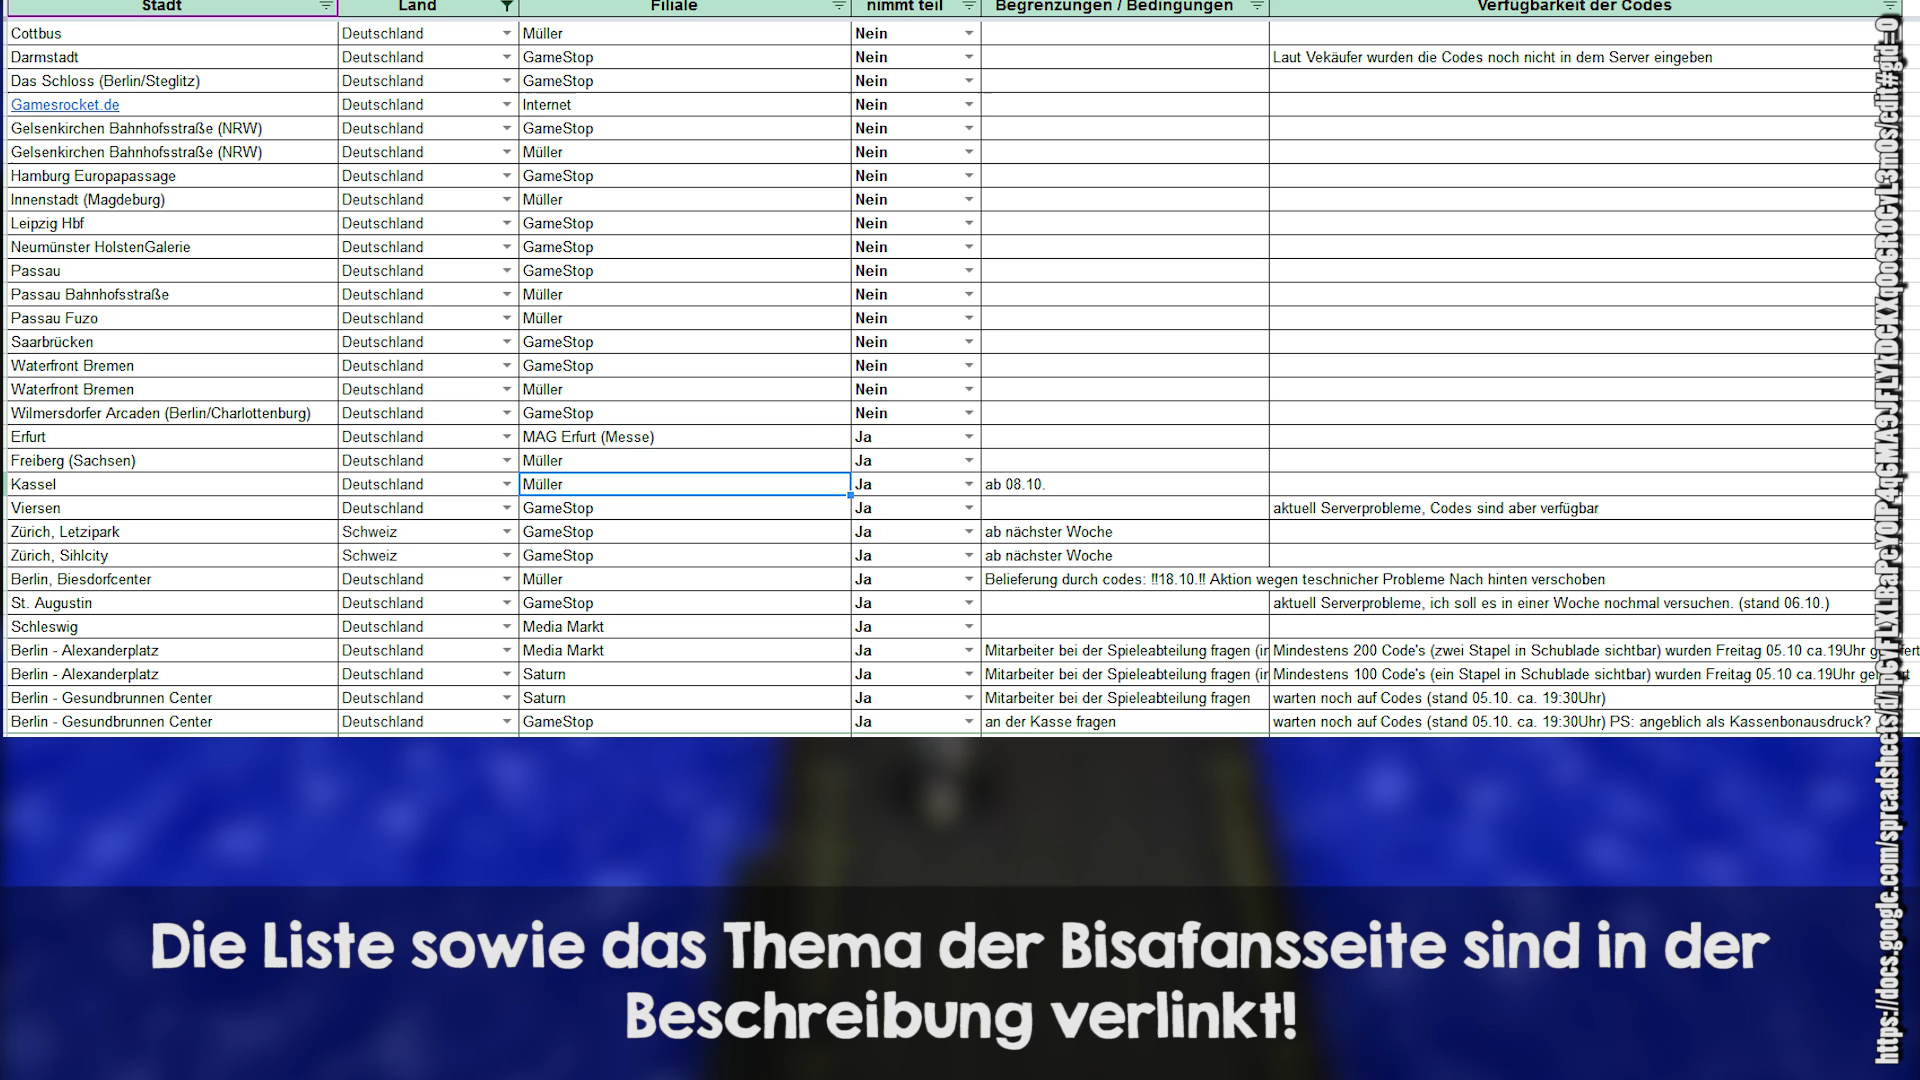 Stadt Land Filiale nimmt teil Begrenzungen / Bedingungen Verfügbarkeit der Codes
Cottbus Deutschland Müller Nein
Darmstadt Deutschland GameStop Nein Laut Vekäufer wurden die Codes noch nicht in dem Server eingeben
Das Schloss (Berlin/Steglitz) Deutschland GameStop Nein
Gamesrocket.de Deutschland Internet Nein
Gelsenkirchen Bahnhofsstraße (NRW) Deutschland GameStop Nein
Gelsenkirchen Bahnhofsstraße (NRW) Deutschland Müller Nein
Hamburg Europapassage Deutschland GameStop Nein
Innenstadt (Magdeburg) Deutschland Müller Nein
Leipzig Hbf Deutschland GameStop Nein
Neumünster HolstenGalerie Deutschland GameStop Nein
Passau Deutschland GameStop Nein
Passau Bahnhofsstraße Deutschland Müller Nein
Passau Fuzo Deutschland Müller Nein
Saarbrücken Deutschland GameStop Nein
Waterfront Bremen Deutschland GameStop Nein
Waterfront Bremen Deutschland Müller Nein
Wilmersdorfer Arcaden (Berlin/Charlottenburg) Deutschland GameStop Nein
Erfurt Deutschland MAG Erfurt (Messe) Ja
Freiberg (Sachsen) Deutschland Müller Ja
Kassel Deutschland Müller Ja ab 08.10.
Viersen Deutschland GameStop Ja aktuell Serverprobleme, Codes sind aber verfügbar
Zürich, Letzipark Schweiz GameStop Ja ab nächster Woche
Zürich, Sihlcity Schweiz GameStop Ja ab nächster Woche
Berlin, Biesdorfcenter Deutschland Müller Ja Belieferung durch codes: !!18.10.!! Aktion wegen teschnicher Probleme Nach hinten verschoben
St. Augustin Deutschland GameStop Ja aktuell Serverprobleme, ich soll es in einer Woche nochmal versuchen. (stand 06.10.)
Schleswig Deutschland Media Markt Ja
Berlin - Alexanderplatz Deutschland Media Markt Ja Mitarbeiter bei der Spieleabteilung fragen (in Mindestens 200 Code's (zwei Stapel in Schublade sichtbar) wurden Freitag 05.10 ca.19Uhr
Berlin - Alexanderplatz Deutschland Saturn Ja Mitarbeiter bei der Spieleabteilung fragen (in Mindestens 100 Code's (ein Stapel in Schublade sichtbar) wurden Freitag 05.10 ca.19Uhr
Berlin - Gesundbrunnen Center Deutschland Saturn Ja Mitarbeiter bei der Spieleabteilung fragen warten noch auf Codes (stand 05.10. ca. 19:30Uhr)
Berlin - Gesundbrunnen Center Deutschland GameStop Ja an der Kasse fragen warten noch auf Codes (stand 05.10. ca. 19:30Uhr) PS: angeblich als Kassenbonausdruck?
Die Liste sowie das Thema der Bisafansseite sind in der
Beschreibung verlinkt!